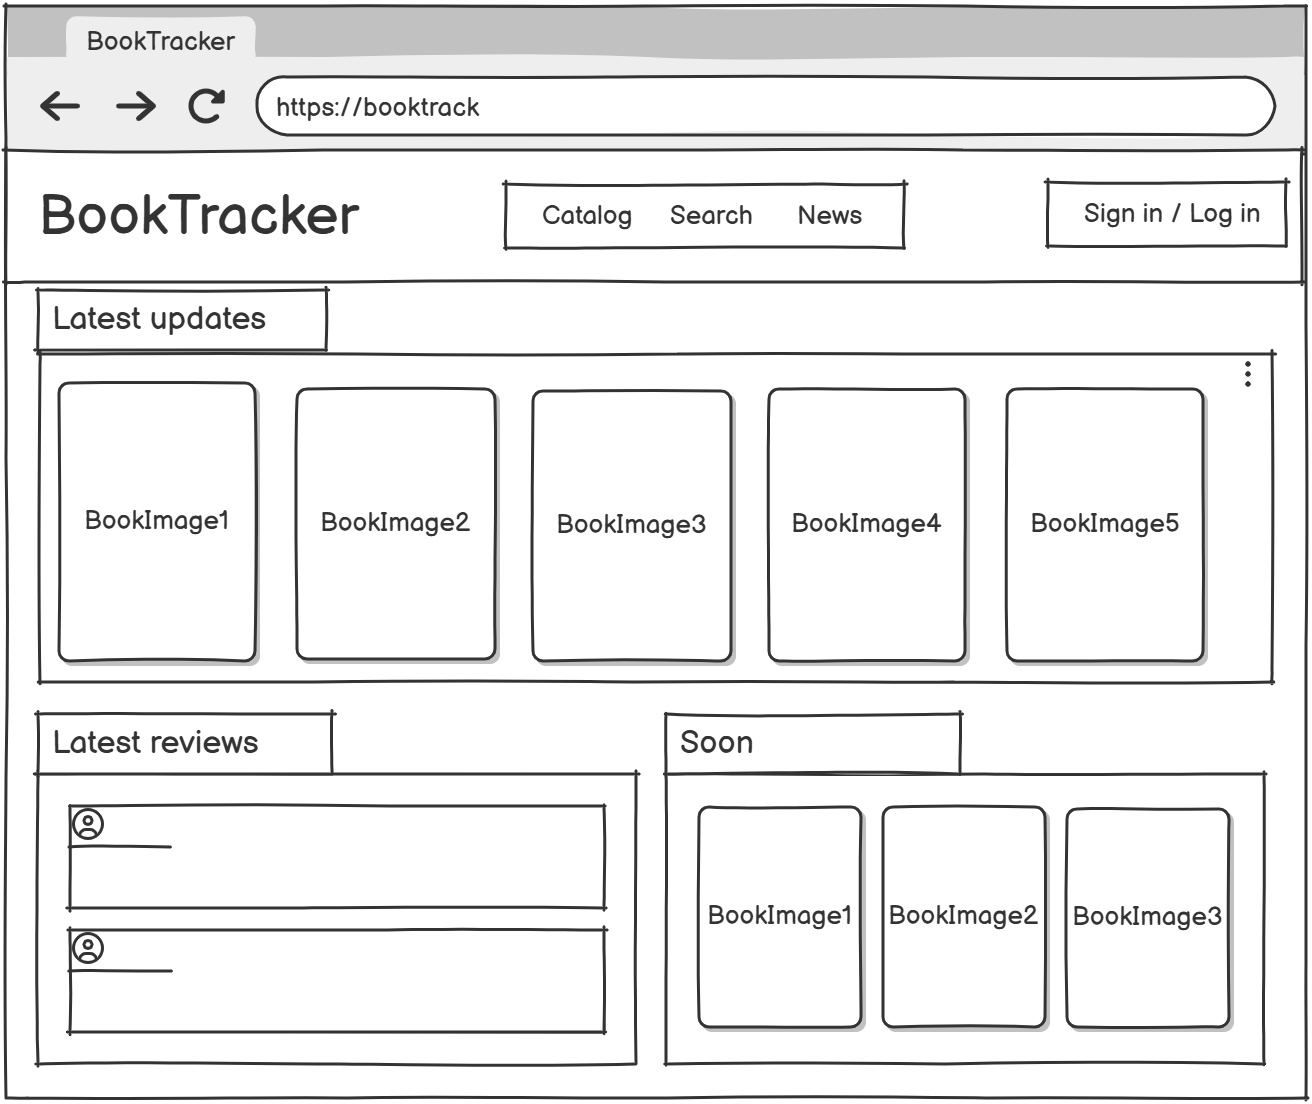 BookTracker
https://booktrack
BookTracker
Catalog Search News
Sign in / Log in
Latest updates
BookImage1
BookImage2
BookImage3
BookImage4
BookImage5
Latest reviews
Soon
BookImage1
BookImage2
BookImage3